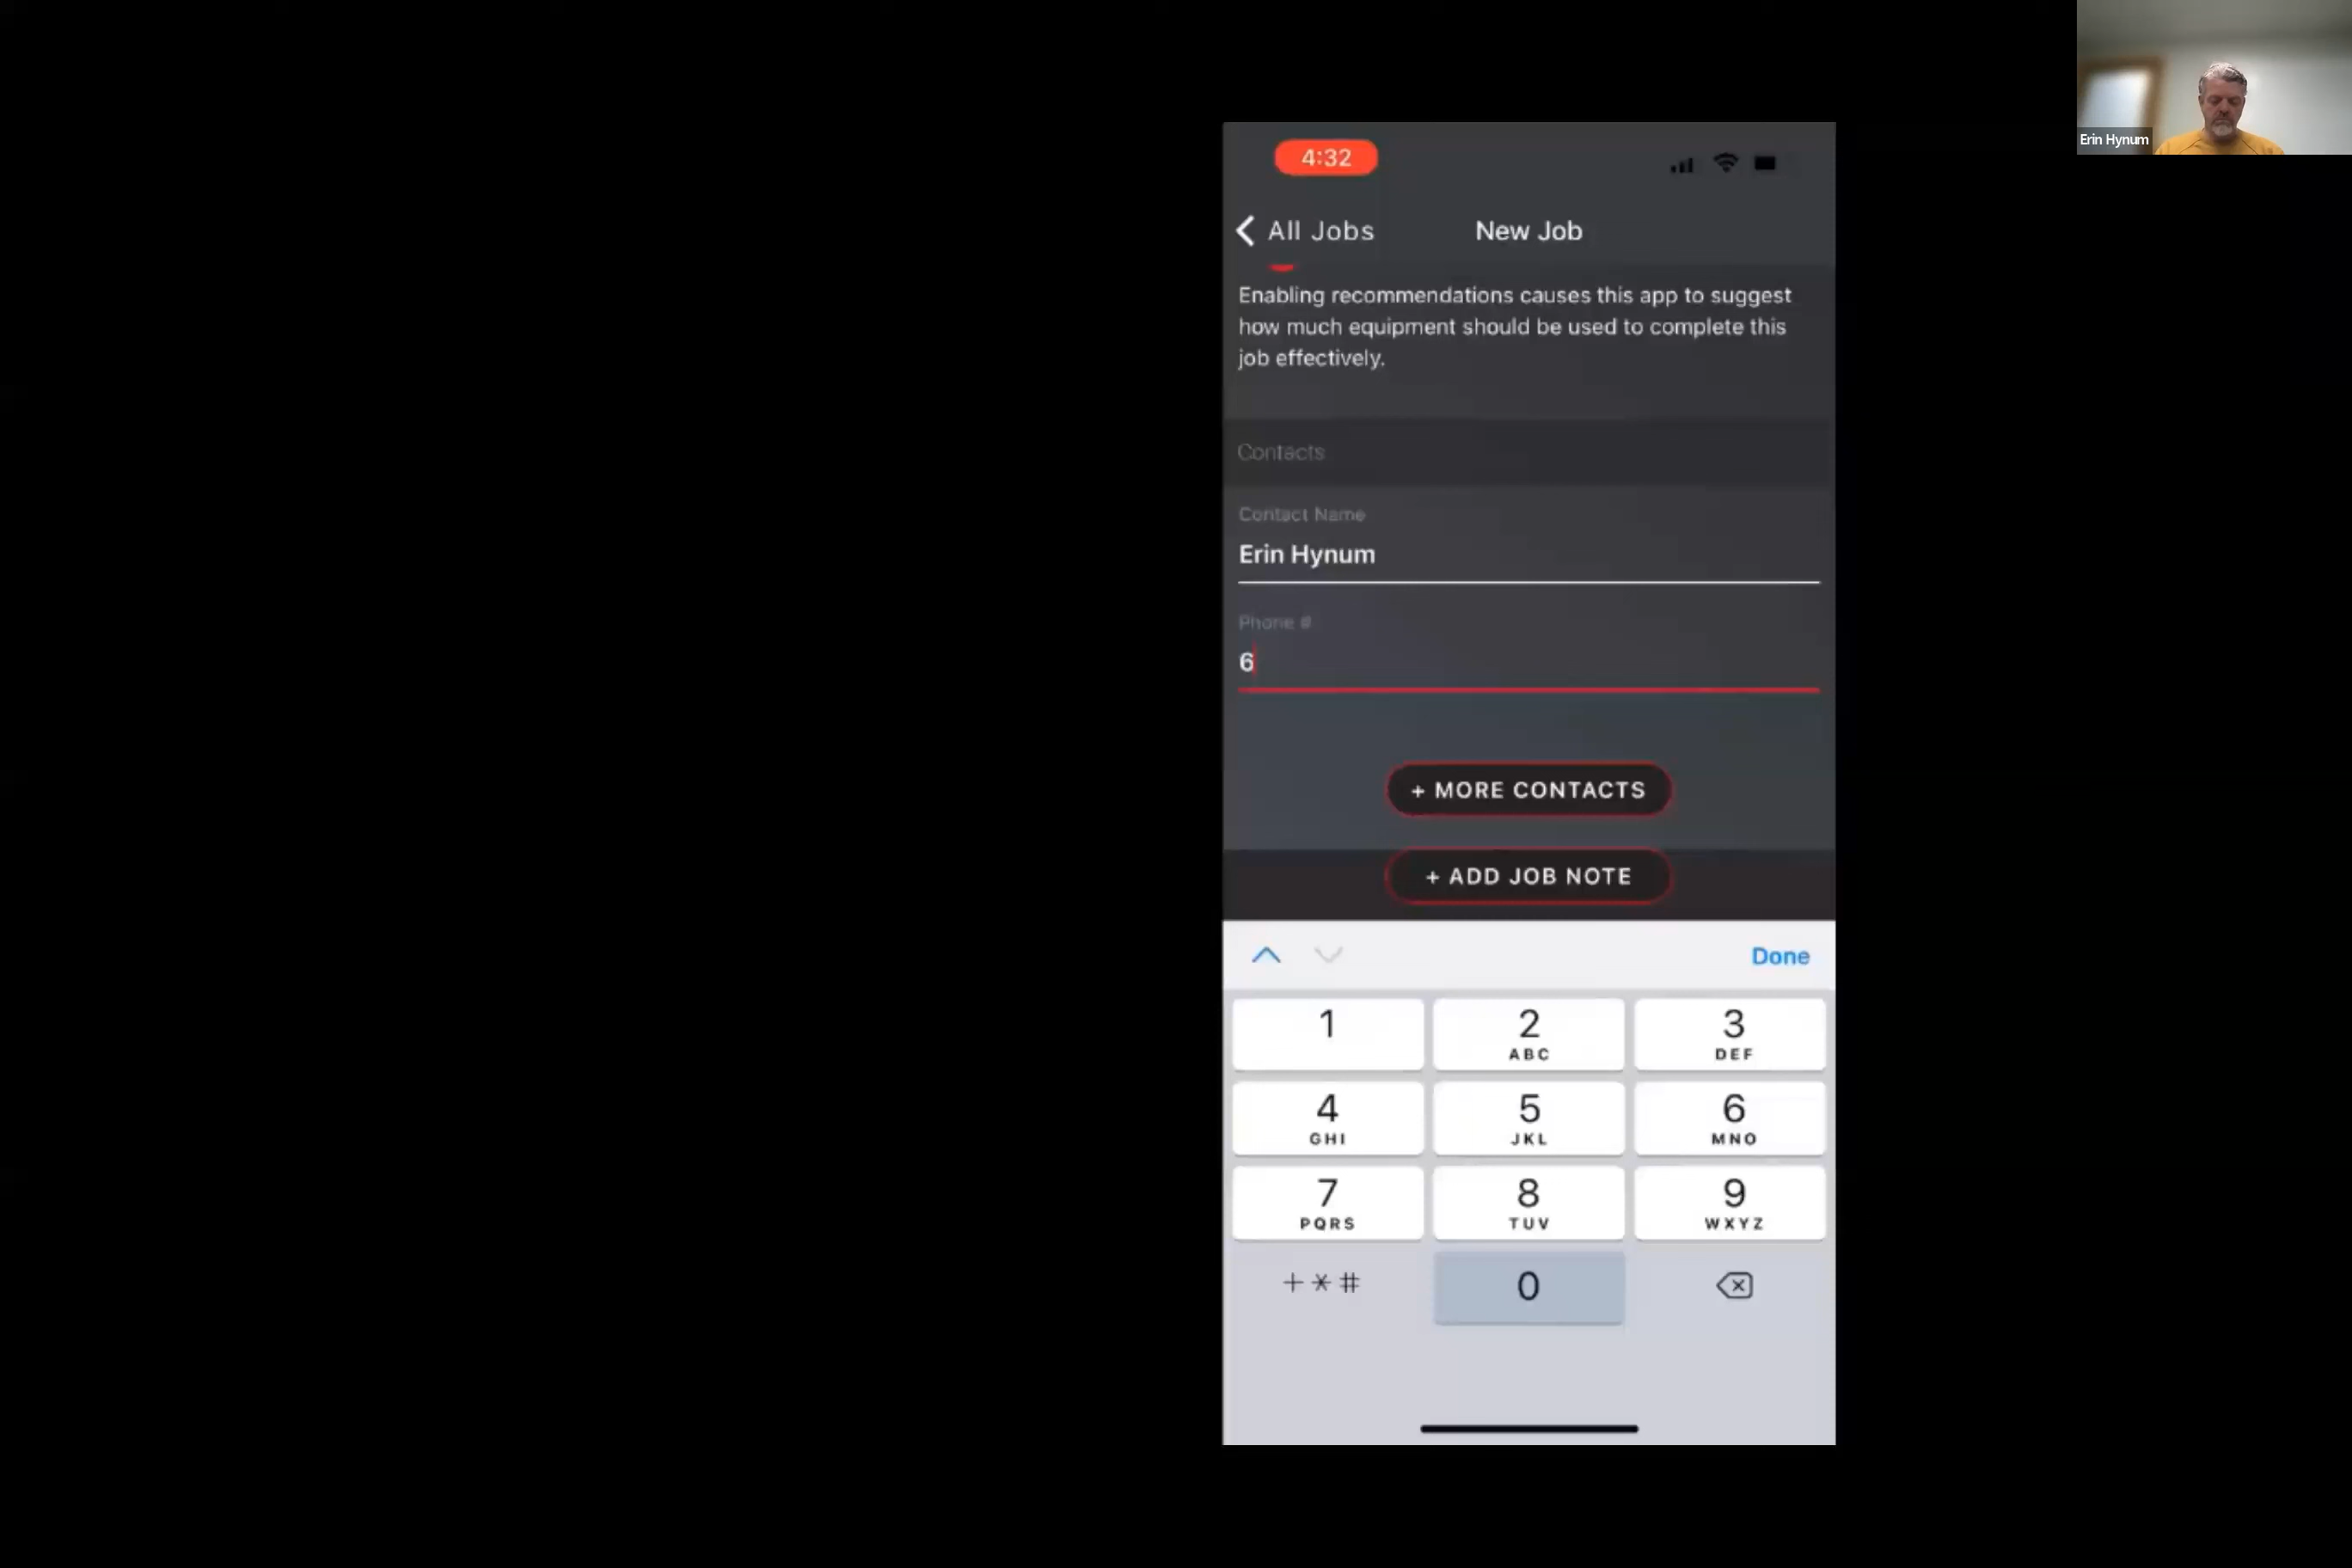 4:32
All Jobs
New Job
Enabling recommendations causes this app to suggest
how much equipment should be used to complete this
job effectively.
Contacts
Contact Name
Erin Hynum
Phone #
6
+ MORE CONTACTS
+ ADD JOB NOTE
Done
1
2
ABC
3
DEF
4
GHI
5
JKL
6
MNO
7
PQRS
8
TUV
9
WXYZ
+*#
0
Erin Hynum